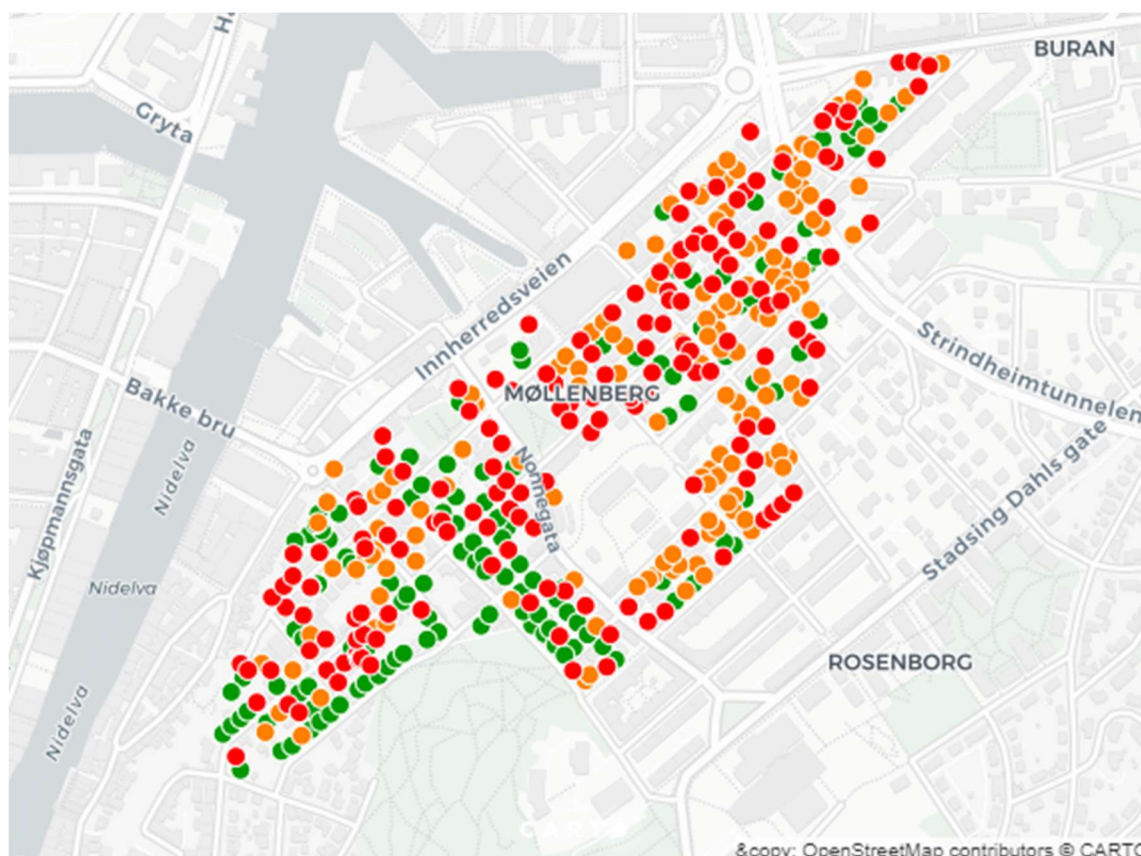 BURAN
Gryta
Innherredsveien
Strindheimtunnelen
MØLLENBERG
Bakke bru
Nonnegata
Kjøpmannsgata
Nidelva
Stadsing Dahls gate
Nidelva
ROSENBORG
Nidelva
CARTO
&copy; OpenStreetMap contributors © CARTO